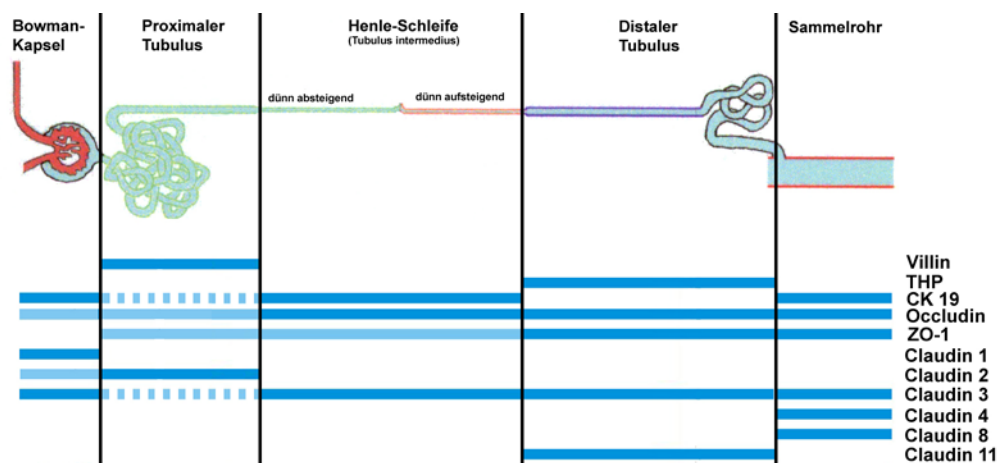 Bowman-
Kapsel
Proximaler
Tubulus
Henle-Schleife
(Tubulus intermedius)
Distaler
Tubulus
Sammelrohr
dünn absteigend
dünn aufsteigend
Villin
THP
CK 19
Occludin
ZO-1
Claudin 1
Claudin 2
Claudin 3
Claudin 4
Claudin 8
Claudin 11